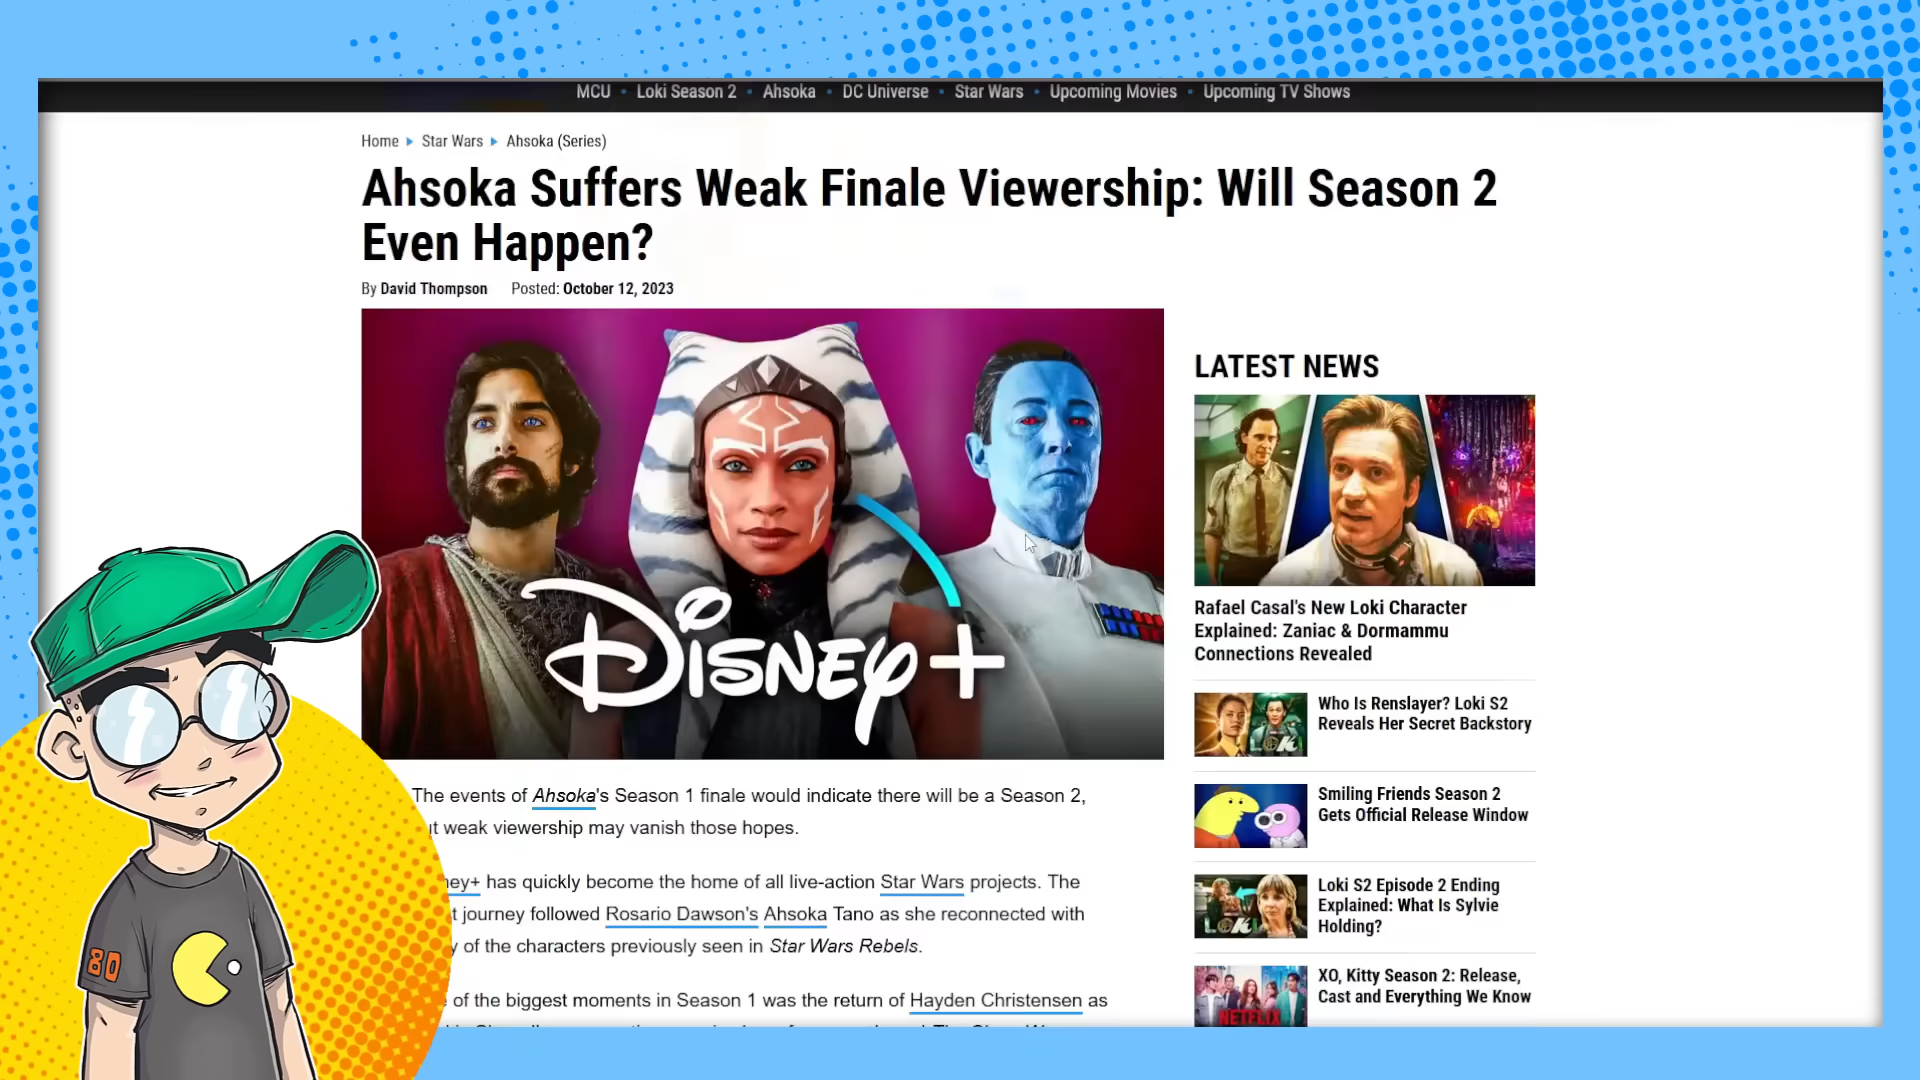 MCU • Loki Season 2 • Ahsoka • DC Universe • Star Wars • Upcoming Movies • Upcoming TV Shows
Home ▸ Star Wars ▸ Ahsoka (Series)
Ahsoka Suffers Weak Finale Viewership: Will Season 2
Even Happen?
By David Thompson Posted: October 12, 2023
DISNEY+
The events of Ahsoka's Season 1 finale would indicate there will be a Season 2,
weak viewership may vanish those hopes.
has quickly become the home of all live-action Star Wars projects. The
journey followed Rosario Dawson's Ahsoka Tano as she reconnected with
of the characters previously seen in Star Wars Rebels.
of the biggest moments in Season 1 was the return of Hayden Christensen as
LATEST NEWS
Rafael Casal's New Loki Character
Explained: Zaniac & Dormammu
Connections Revealed
LOKI
Who Is Renslayer? Loki S2
Reveals Her Secret Backstory
Smiling Friends Season 2
Gets Official Release Window
LOKI
Loki S2 Episode 2 Ending
Explained: What Is Sylvie
Holding?
NETFLIX
XO, Kitty Season 2: Release,
Cast and Everything We Know
80